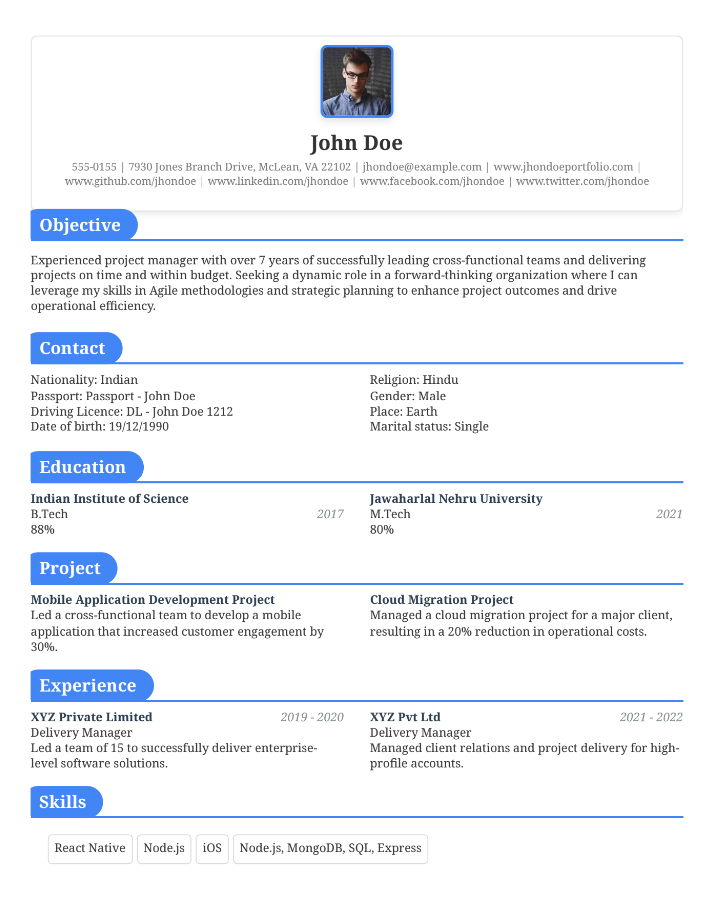 John Doe
555-0155 | 7930 Jones Branch Drive, McLean, VA 22102 | jhondoe@example.com | www.jhondoeportfolio.com |
www.github.com/jhondoe | www.linkedin.com/jhondoe | www.facebook.com/jhondoe | www.twitter.com/jhondoe
Objective
Experienced project manager with over 7 years of successfully leading cross-functional teams and delivering
projects on time and within budget. Seeking a dynamic role in a forward-thinking organization where I can
leverage my skills in Agile methodologies and strategic planning to enhance project outcomes and drive
operational efficiency.
Contact
Nationality: Indian
Passport: Passport - John Doe
Driving Licence: DL - John Doe 1212
Date of birth: 19/12/1990
Religion: Hindu
Gender: Male
Place: Earth
Marital status: Single
Education
Indian Institute of Science
B.Tech 2017
88%
Jawaharlal Nehru University
M.Tech 2021
80%
Project
Mobile Application Development Project
Led a cross-functional team to develop a mobile
application that increased customer engagement by
30%.
Cloud Migration Project
Managed a cloud migration project for a major client,
resulting in a 20% reduction in operational costs.
Experience
XYZ Private Limited 2019 - 2020
Delivery Manager
Led a team of 15 to successfully deliver enterprise-
level software solutions.
XYZ Pvt Ltd 2021 - 2022
Delivery Manager
Managed client relations and project delivery for high-
profile accounts.
Skills
React Native Node.js iOS Node.js, MongoDB, SQL, Express